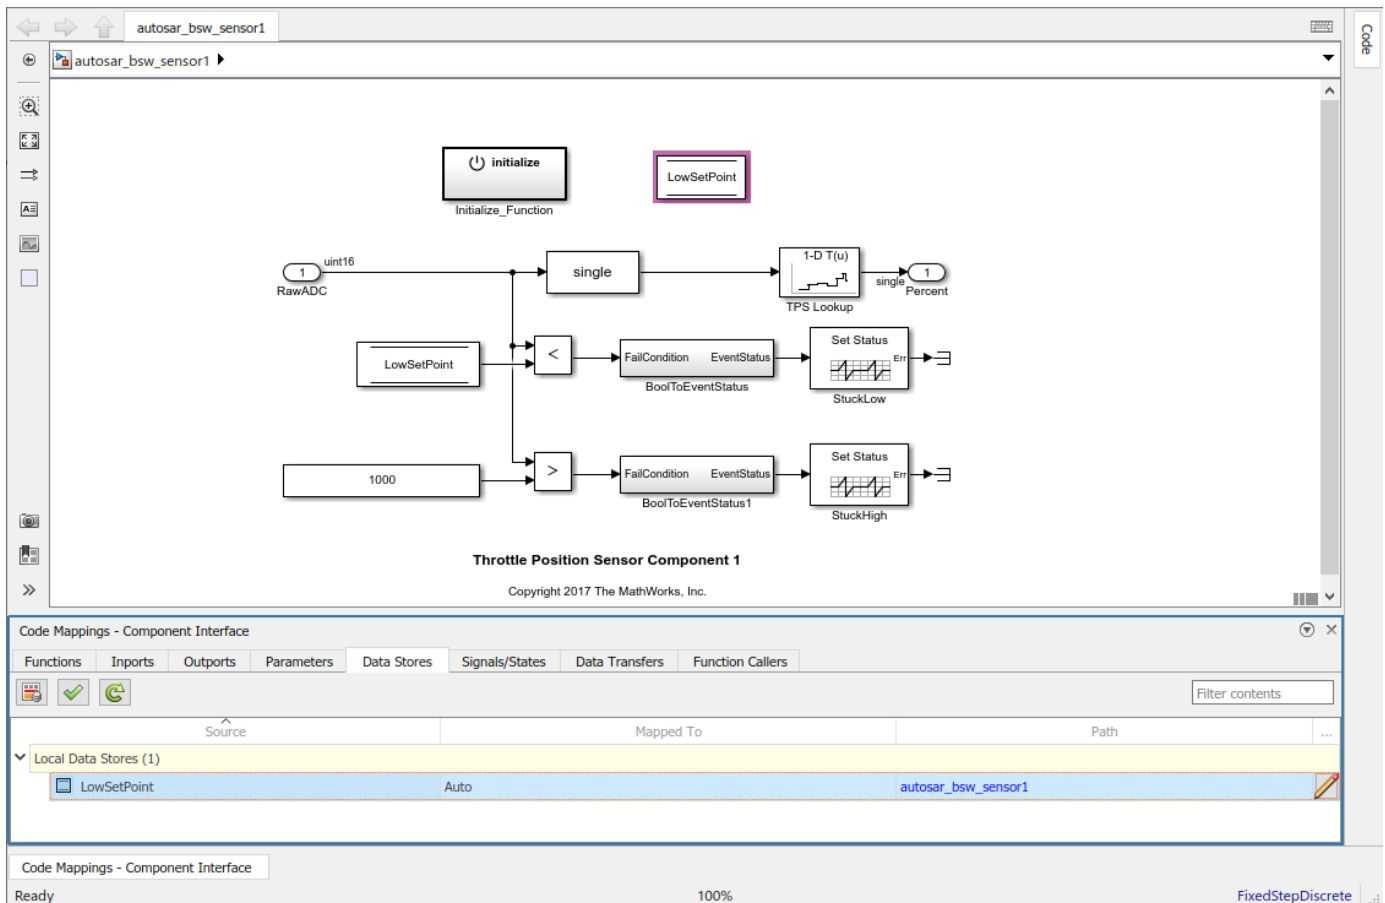 autosar_bsw_sensor1
Code
autosar_bsw_sensor1
initialize
LowSetPoint
Initialize_Function
uint16
1
RawADC
single
1-D T(u)
TPS Lookup
single
1
Percent
LowSetPoint
<
FailCondition EventStatus
BoolToEventStatus
Set Status
Err
StuckLow
1000
>
FailCondition EventStatus
BoolToEventStatus1
Set Status
Err
StuckHigh
Throttle Position Sensor Component 1
Copyright 2017 The MathWorks, Inc.
Code Mappings - Component Interface
Functions Inports Outports Parameters Data Stores Signals/States Data Transfers Function Callers
Filter contents
Source Mapped To Path ...
Local Data Stores (1)
LowSetPoint Auto autosar_bsw_sensor1
Code Mappings - Component Interface
Ready 100% FixedStepDiscrete